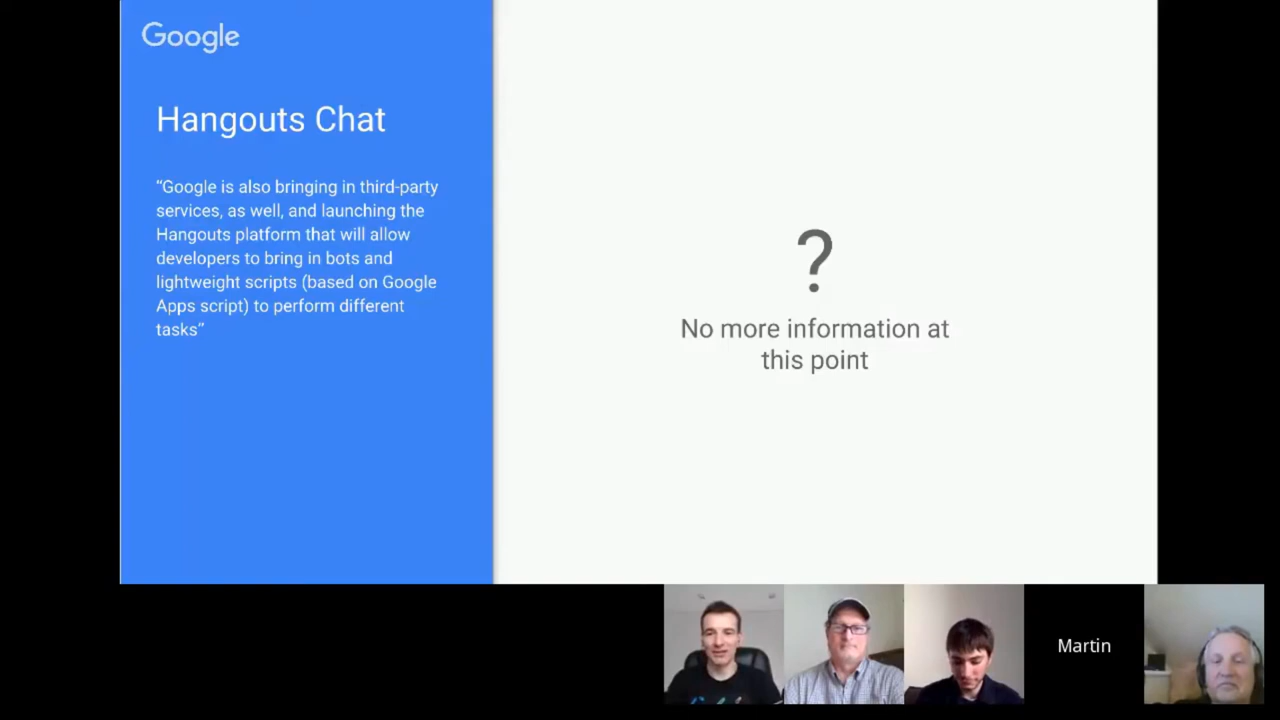 Google
Hangouts Chat
“Google is also bringing in third-party
services, as well, and launching the
Hangouts platform that will allow
developers to bring in bots and
lightweight scripts (based on Google
Apps script) to perform different
tasks”
?
No more information at
this point
Martin